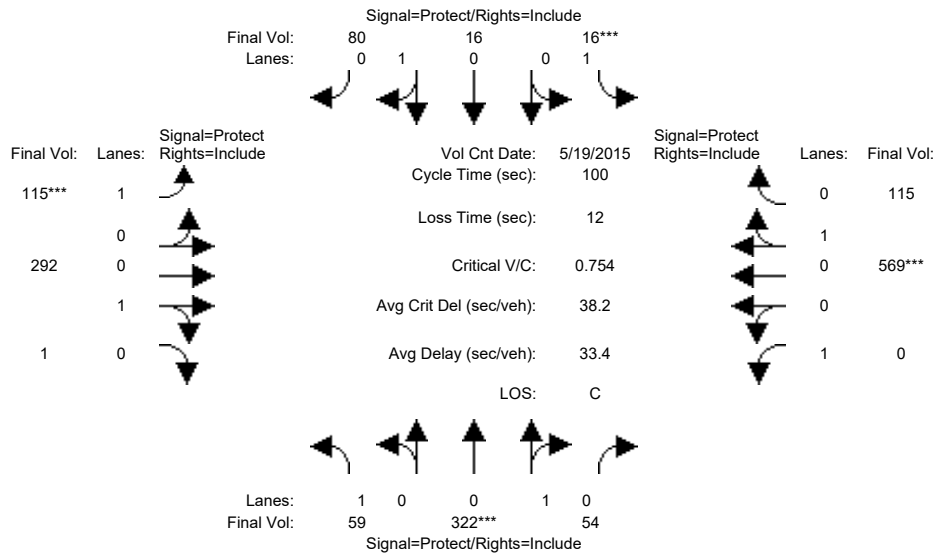 Signal=Protect/Rights=Include
Final Vol: 80 16 16***
Lanes: 0 1 0 0 1
Signal=Protect
Final Vol: Lanes: Rights=Include
Vol Cnt Date: 5/19/2015
Signal=Protect
Rights=Include Lanes: Final Vol:
Cycle Time (sec): 100
115*** 1
0 115
Loss Time (sec): 12
0
1
292 0
Critical V/C: 0.754
0 569***
1
Avg Crit Del (sec/veh): 38.2
0
1 0
Avg Delay (sec/veh): 33.4
1 0
LOS: C
Lanes: 1 0 0 1 0
Final Vol: 59 322*** 54
Signal=Protect/Rights=Include